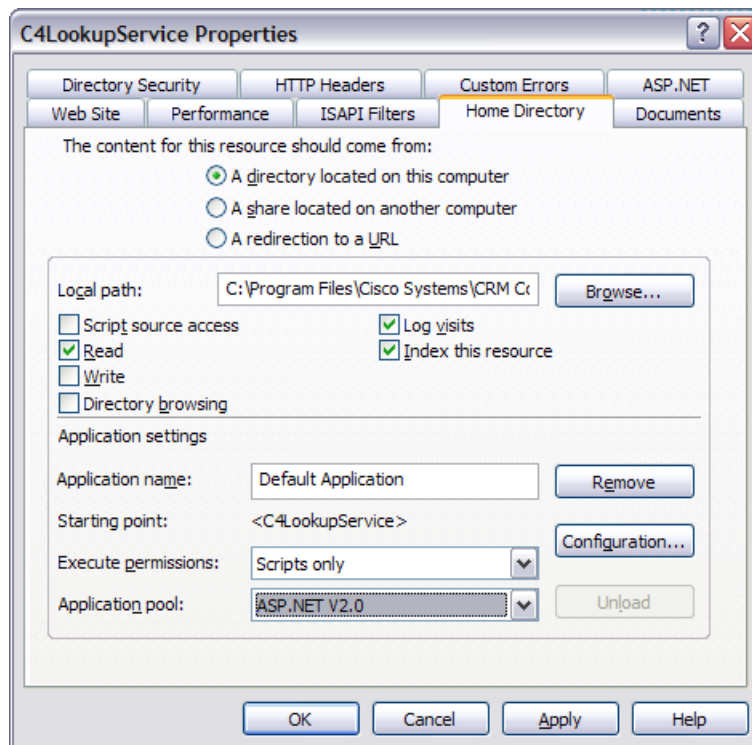 C4LookupService Properties
Directory Security HTTP Headers Custom Errors ASP.NET
Web Site Performance ISAPI Filters Home Directory Documents
The content for this resource should come from:
A directory located on this computer
A share located on another computer
A redirection to a URL
Local path: C:\Program Files\Cisco Systems\CRM Browse...
Script source access Log visits
Read Index this resource
Write
Directory browsing
Application settings
Application name: Default Application Remove
Starting point: <C4LookupService>
Configuration...
Execute permissions: Scripts only
Application pool: ASP.NET V2.0 Unload
OK Cancel Apply Help